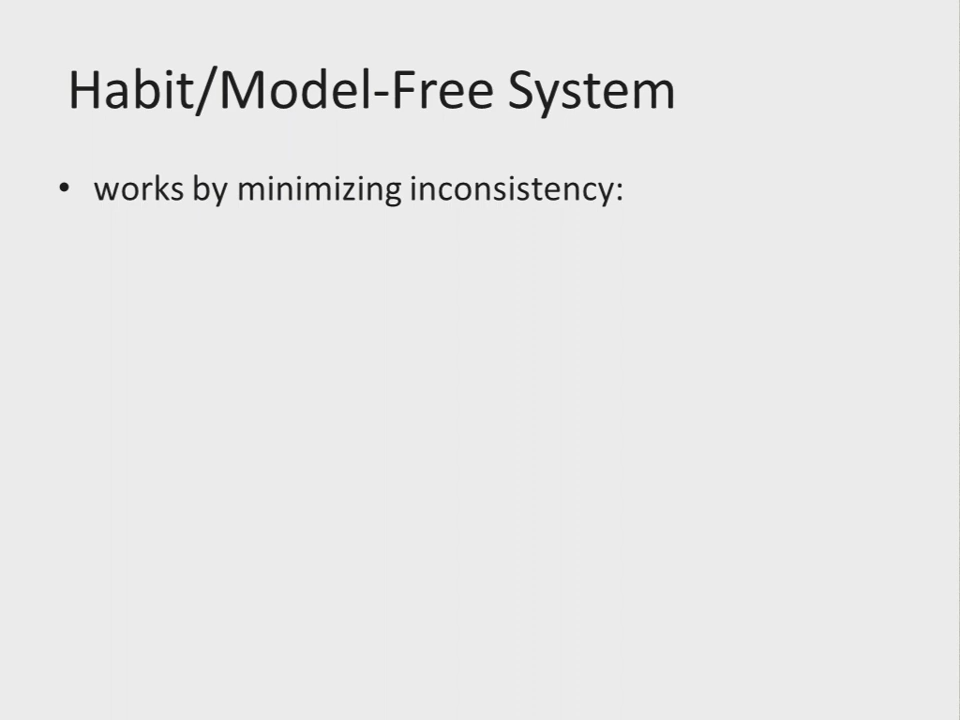 Habit/Model-Free System
• works by minimizing inconsistency: